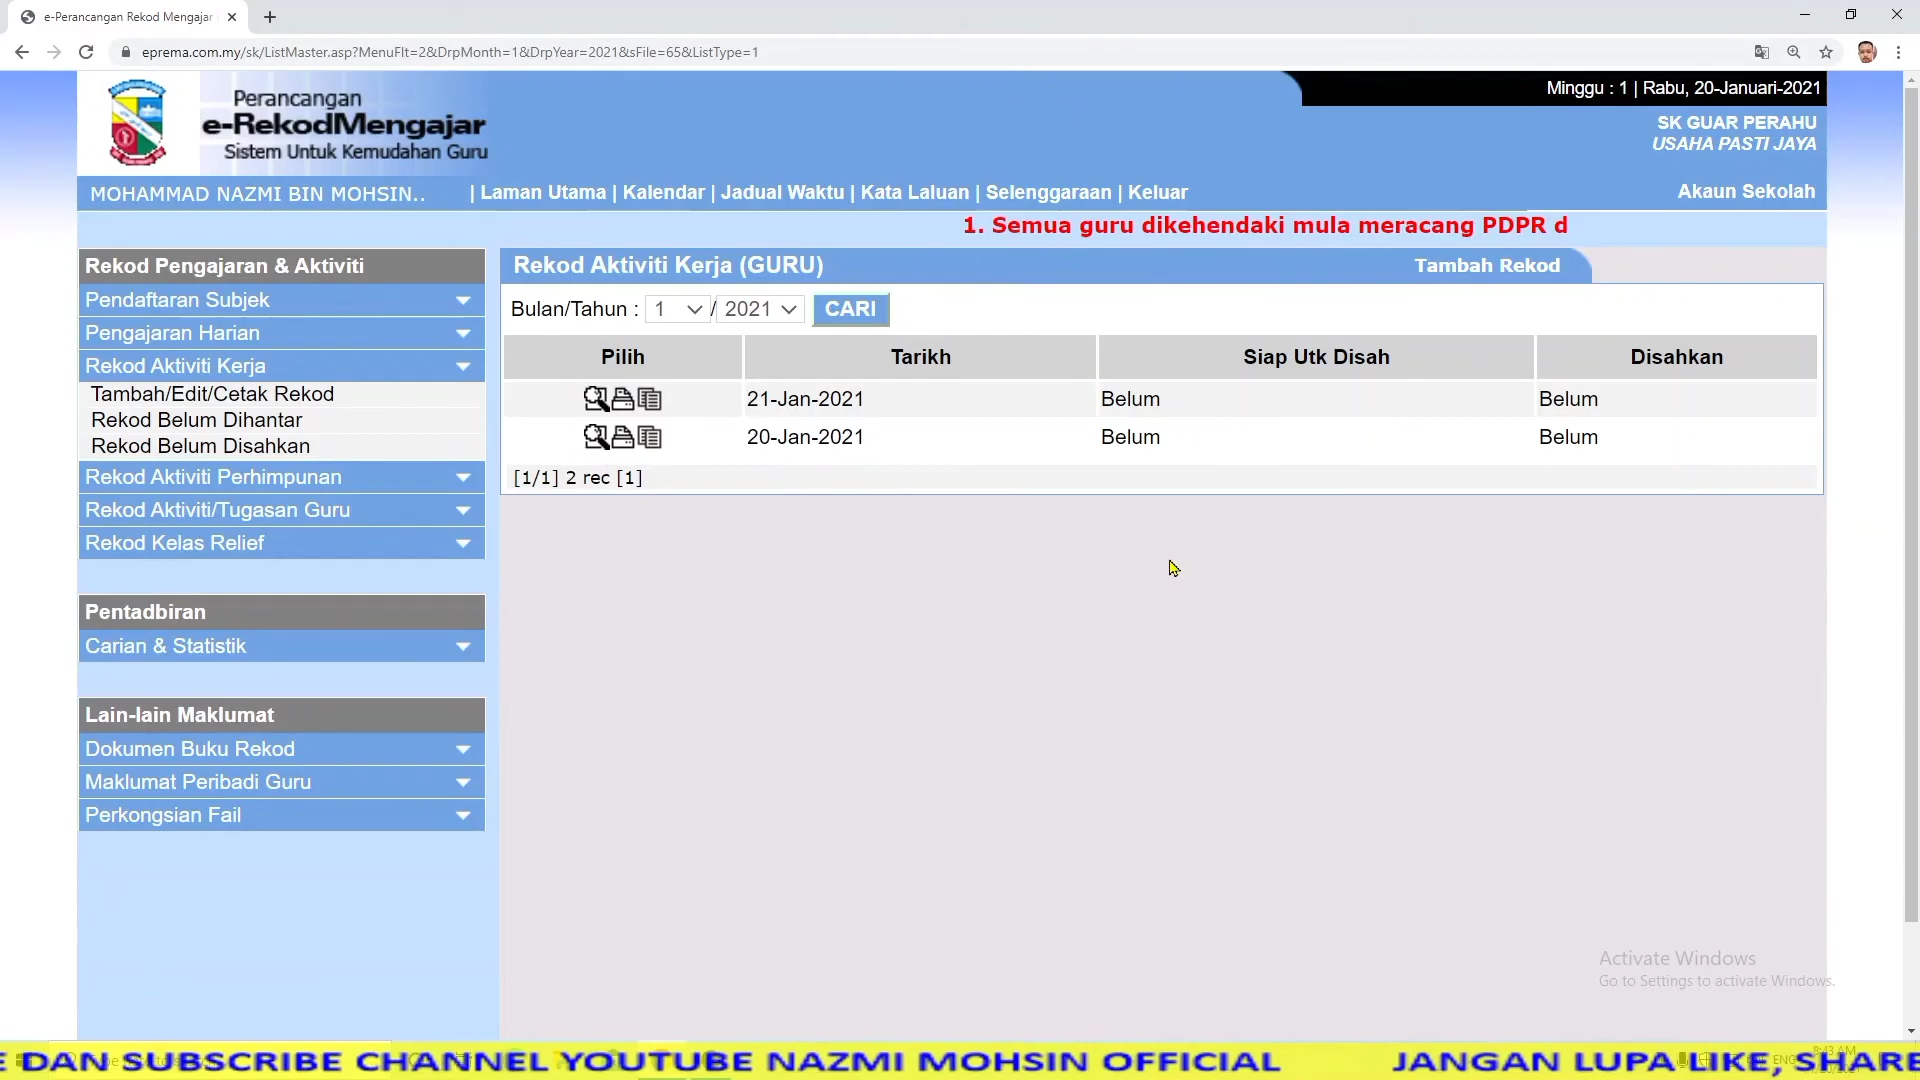 e-Perancangan Rekod Mengajar
eprema.com.my/sk/ListMaster.asp?MenuFlt=2&DrpMonth=1&DrpYear=2021&sFile=65&ListType=1
Minggu : 1 | Rabu, 20-Januari-2021
Perancangan
e-RekodMengajar
Sistem Untuk Kemudahan Guru
SK GUAR PERAHU
USAHA PASTI JAYA
MOHAMMAD NAZMI BIN MOHSIN.. | Laman Utama | Kalendar | Jadual Waktu | Kata Laluan | Selenggaraan | Keluar Akaun Sekolah
1. Semua guru dikehendaki mula meracang PDPR d
Rekod Pengajaran & Aktiviti
Pendaftaran Subjek
Pengajaran Harian
Rekod Aktiviti Kerja
Tambah/Edit/Cetak Rekod
Rekod Belum Dihantar
Rekod Belum Disahkan
Rekod Aktiviti Perhimpunan
Rekod Aktiviti/Tugasan Guru
Rekod Kelas Relief
Pentadbiran
Carian & Statistik
Lain-lain Maklumat
Dokumen Buku Rekod
Maklumat Peribadi Guru
Perkongsian Fail
Rekod Aktiviti Kerja (GURU) Tambah Rekod
Bulan/Tahun : 1 / 2021 CARI
Pilih Tarikh Siap Utk Disah Disahkan
21-Jan-2021 Belum Belum
20-Jan-2021 Belum Belum
[1/1] 2 rec [1]
Activate Windows
Go to Settings to activate Windows.
E DAN SUBSCRIBE CHANNEL YOUTUBE NAZMI MOHSIN OFFICIAL JANGAN LUPA LIKE, SHARE
8:43 AM
ENG